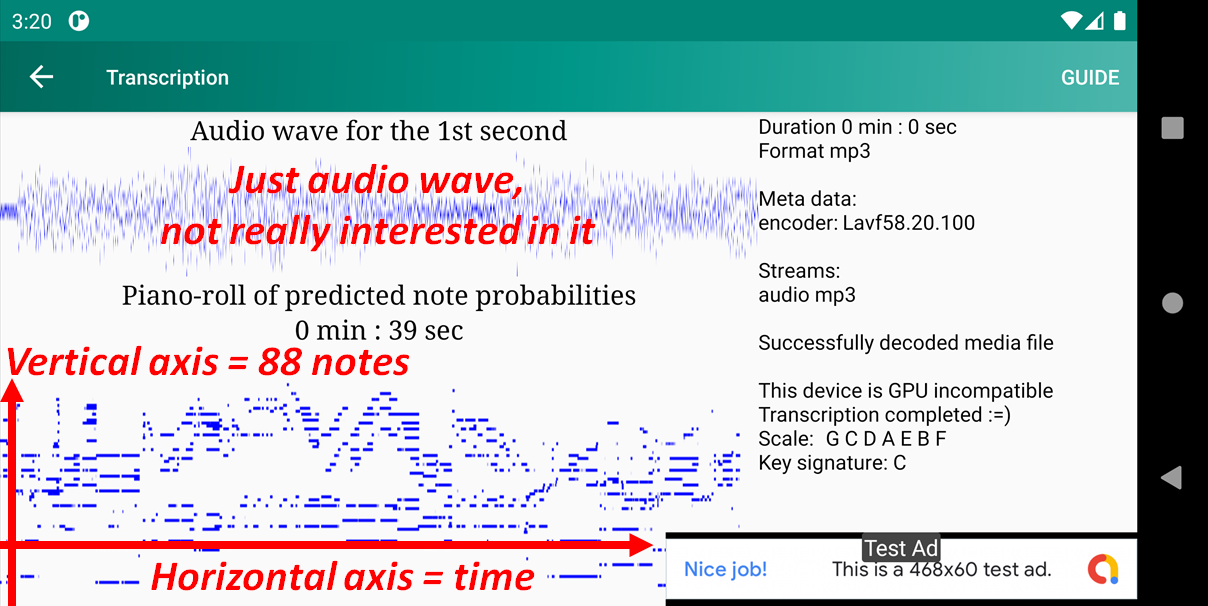 3:20
Transcription
GUIDE
Audio wave for the 1st second
Just audio wave,
not really interested in it
Piano-roll of predicted note probabilities
0 min : 39 sec
Vertical axis = 88 notes
Horizontal axis = time
Duration 0 min : 0 sec
Format mp3
Meta data:
encoder: Lavf58.20.100
Streams:
audio mp3
Successfully decoded media file
This device is GPU incompatible
Transcription completed :=)
Scale:  G C D A E B F
Key signature: C
Test Ad
Nice job!
This is a 468x60 test ad.